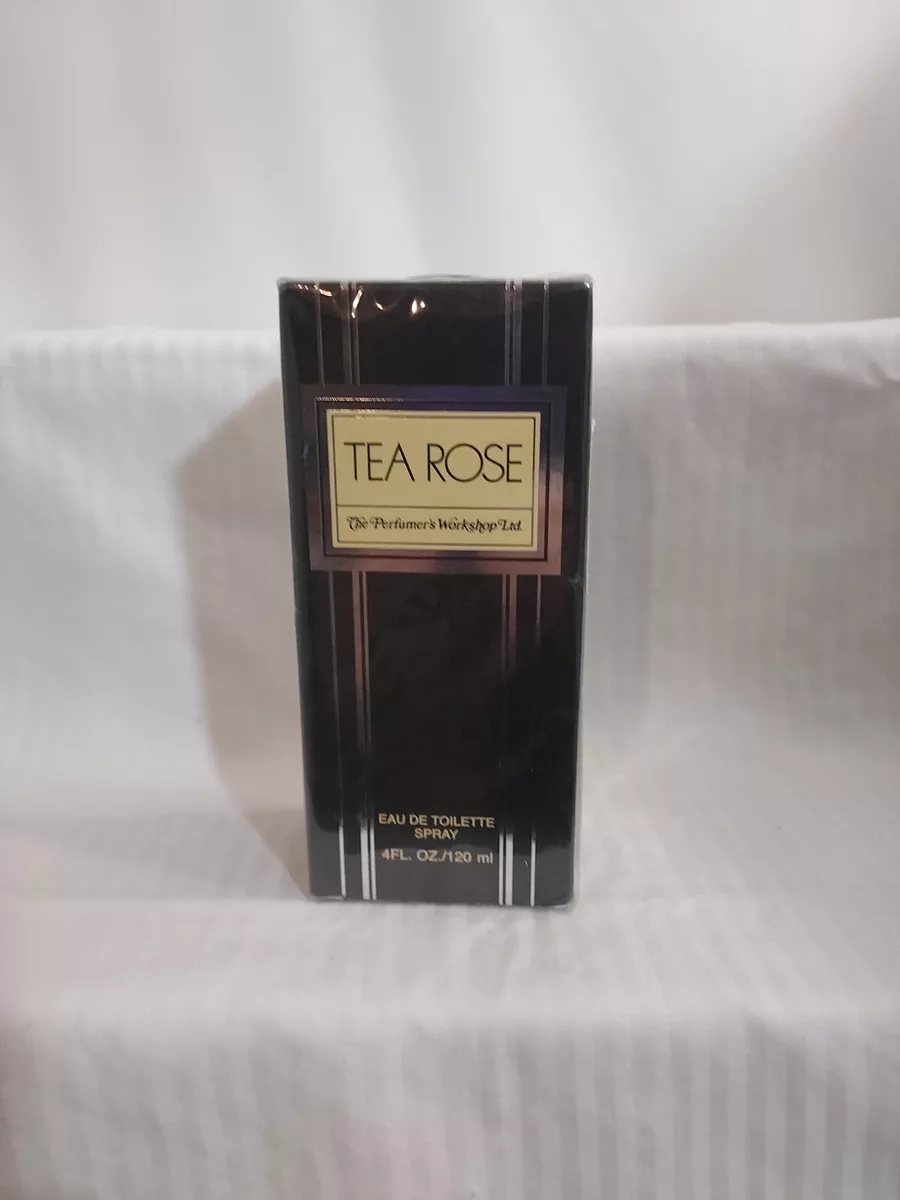 TEA ROSE
The Perfumer's Workshop Ltd.
EAU DE TOILETTE
SPRAY
4FL. OZ./120 ml